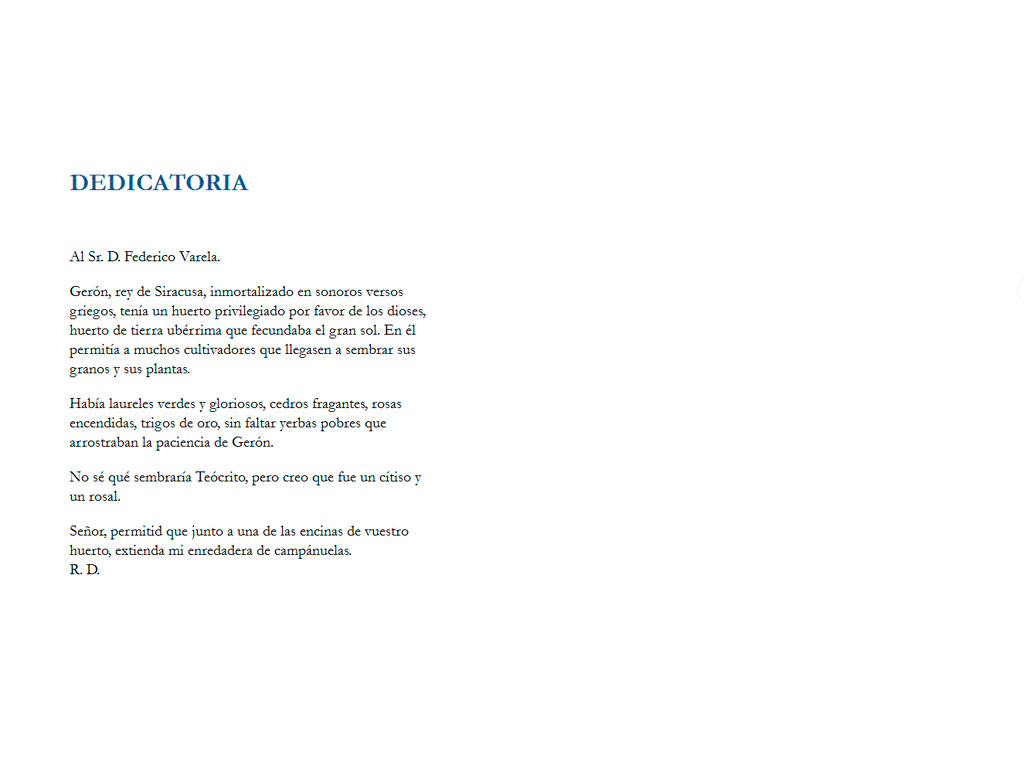 DEDICATORIA
Al Sr. D. Federico Varela.
Gerón, rey de Siracusa, inmortalizado en sonoros versos
griegos, tenía un huerto privilegiado por favor de los dioses,
huerto de tierra ubérrima que fecundaba el gran sol. En él
permitía a muchos cultivadores que llegasen a sembrar sus
granos y sus plantas.
Había laureles verdes y gloriosos, cedros fragantes, rosas
encendidas, trigos de oro, sin faltar yerbas pobres que
arrostraban la paciencia de Gerón.
No sé qué sembraría Teócrito, pero creo que fue un cítiso y
un rosal.
Señor, permitid que junto a una de las encinas de vuestro
huerto, extienda mi enredadera de campánuelas.
R. D.